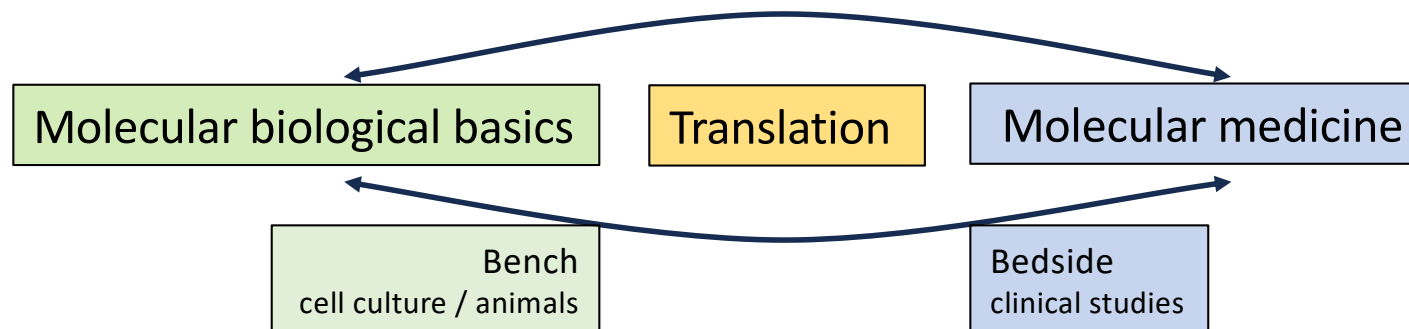 Molecular biological basics
Translation
Molecular medicine
Bench
cell culture / animals
Bedside
clinical studies